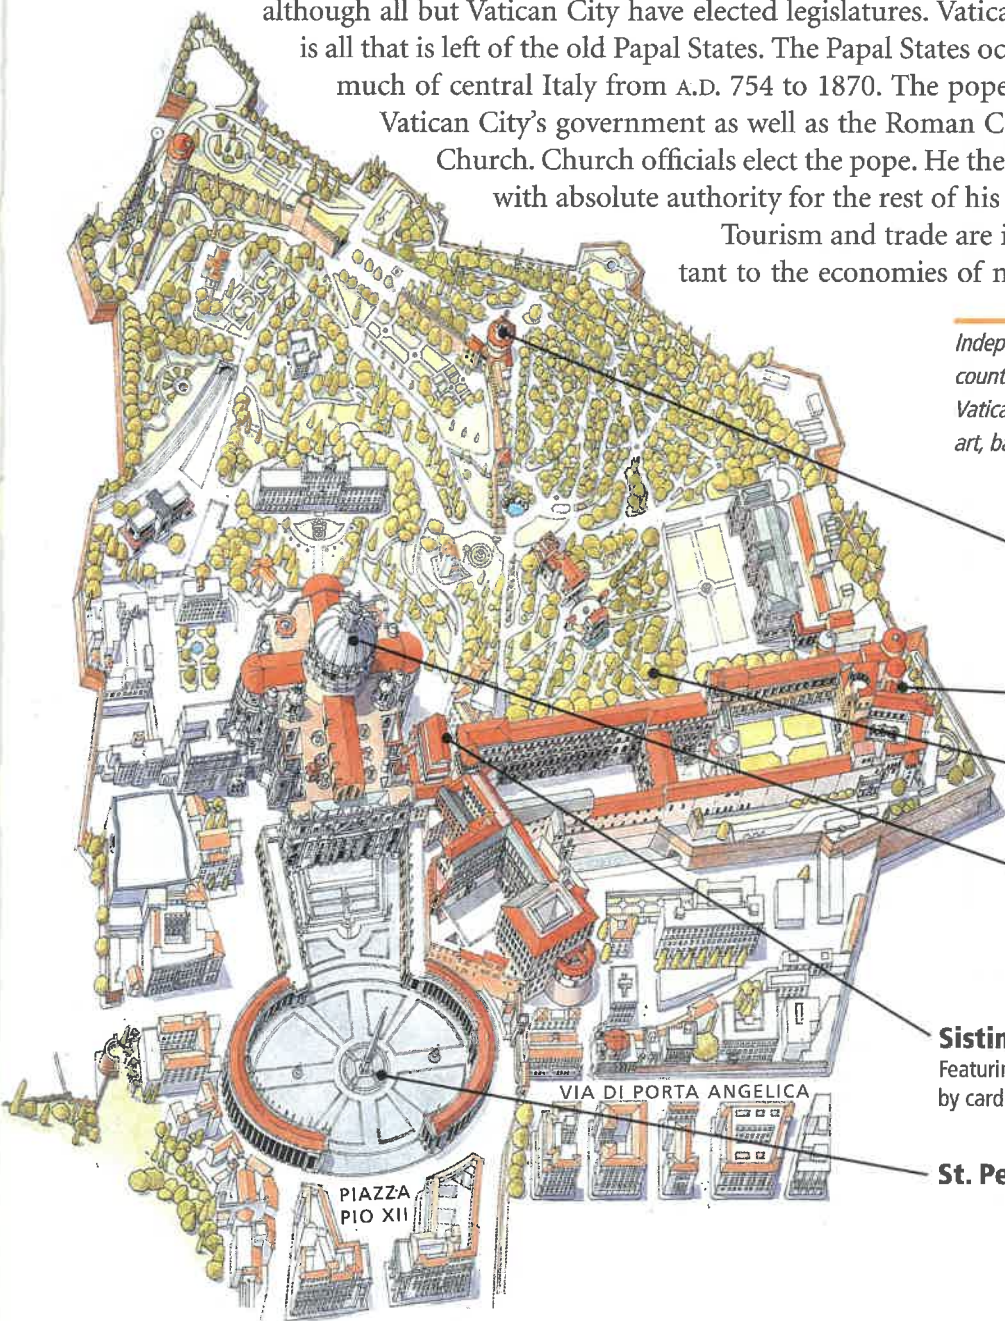 although all but Vatican City have elected legislatures. Vatica
is all that is left of the old Papal States. The Papal States oc
much of central Italy from A.D. 754 to 1870. The pope
Vatican City's government as well as the Roman C
Church. Church officials elect the pope. He the
with absolute authority for the rest of his
Tourism and trade are i
tant to the economies of
Indep
count
Vatica
art, ba
Sistin
Featurin
by card
VIA DI PORTA ANGELICA
St. Pe
PIAZZA
PIO XII